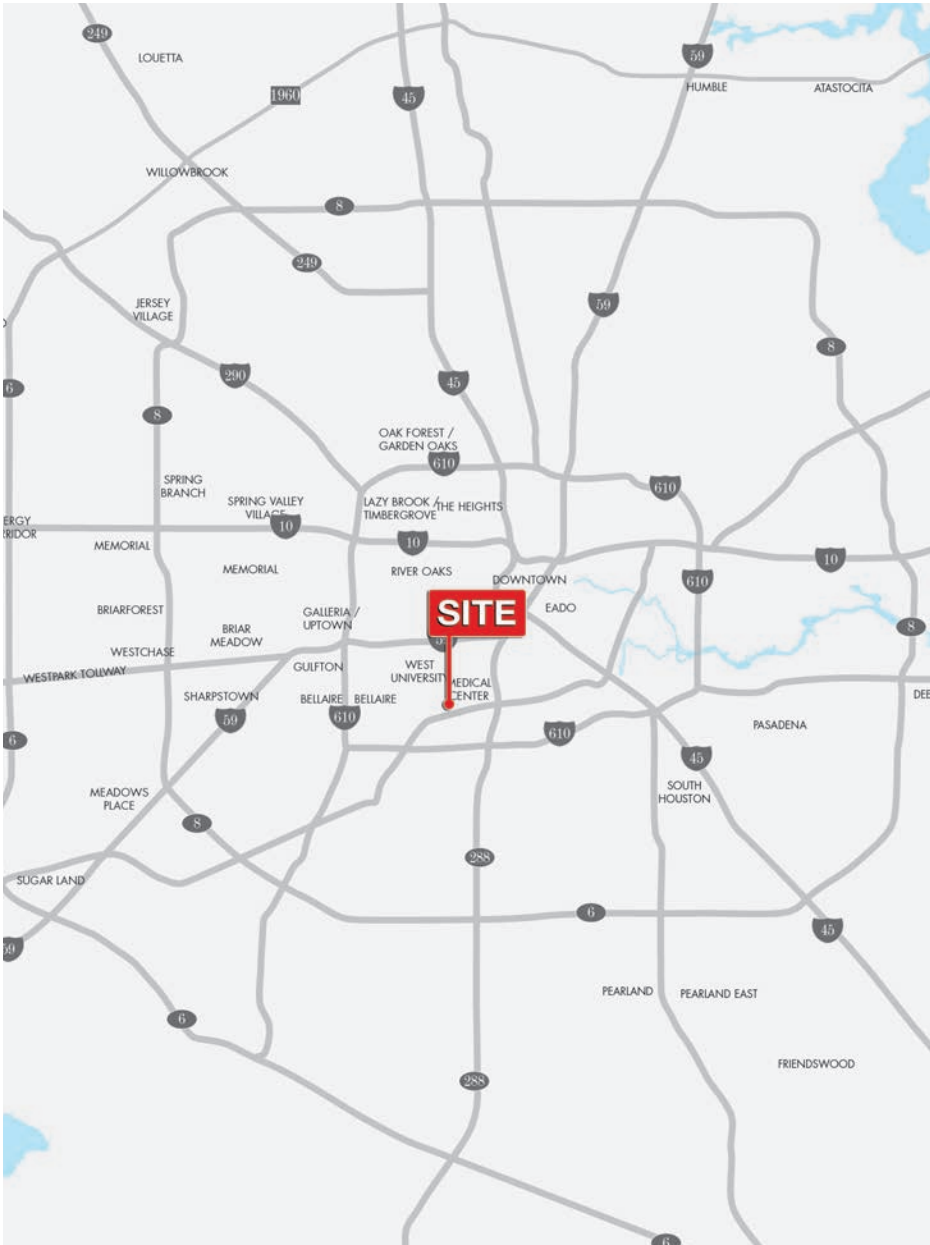 249
LOUETTA
59
HUMBLE
ATASTOCITA
1960
45
WILLOWBROOK
8
249
JERSEY
VILLAGE
59
8
6
290
45
8
OAK FOREST /
GARDEN OAKS
610
SPRING
BRANCH
610
SPRING VALLEY
VILLAGE
LAZY BROOK /
TIMBERGROVE
THE HEIGHTS
10
ERGY
RRIDOR
10
MEMORIAL
10
MEMORIAL
RIVER OAKS
DOWNTOWN
610
BRIARFOREST
GALLERIA /
UPTOWN
SITE
EADO
BRIAR
MEADOW
8
WESTCHASE
WESTPARK TOLLWAY
GULFTON
WEST
UNIVERSITY
MEDICAL
CENTER
SHARPSTOWN
BELLAIRE
BELLAIRE
DEE
59
610
610
PASADENA
6
45
MEADOWS
PLACE
SOUTH
HOUSTON
8
288
SUGAR LAND
6
59
45
PEARLAND
PEARLAND EAST
6
FRIENDSWOOD
288
6